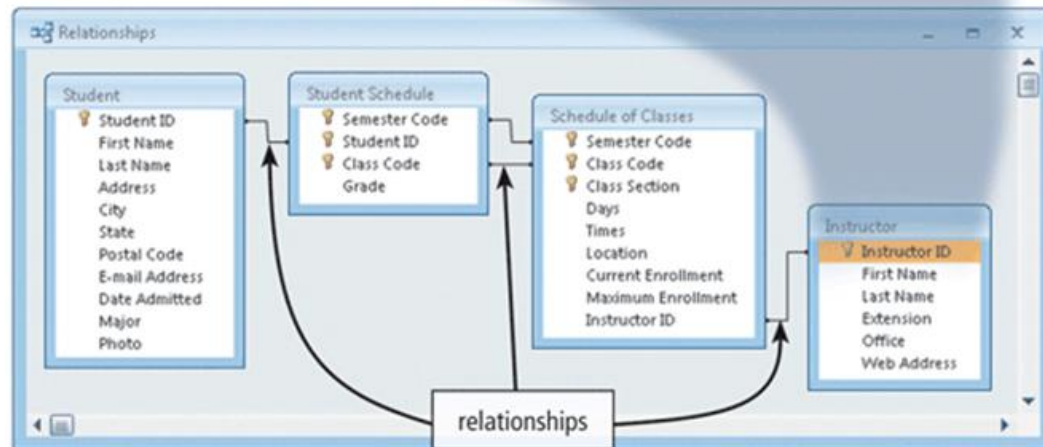 Relationships
Student
Student ID
First Name
Last Name
Address
City
State
Postal Code
E-mail Address
Date Admitted
Major
Photo
Student Schedule
Semester Code
Student ID
Class Code
Grade
Schedule of Classes
Semester Code
Class Code
Class Section
Days
Times
Location
Current Enrollment
Maximum Enrollment
Instructor ID
Instructor
Instructor ID
First Name
Last Name
Extension
Office
Web Address
relationships